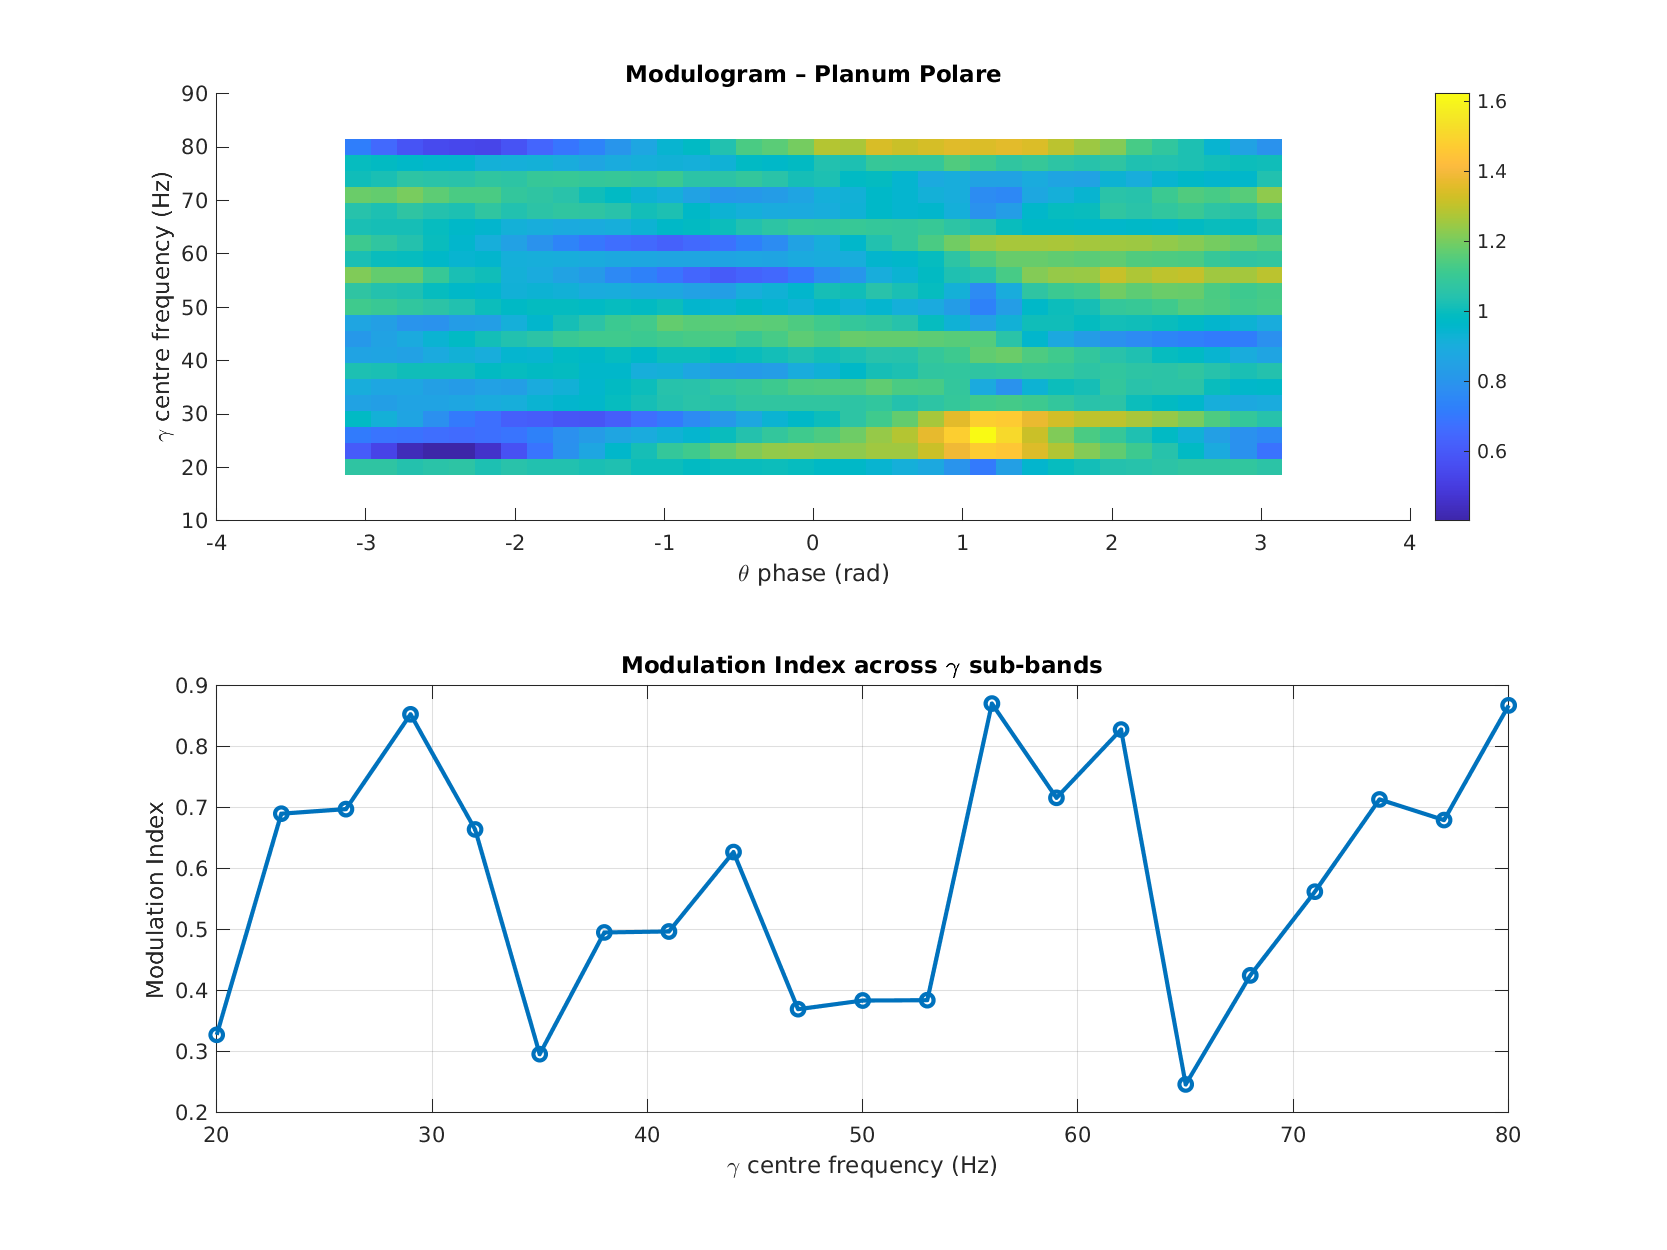 Modulogram – Planum Polare
γ centre frequency (Hz)
90
80
70
60
50
40
30
20
10
-4 -3 -2 -1 0 1 2 3 4
θ phase (rad)
1.6
1.4
1.2
1
0.8
0.6
Modulation Index across γ sub-bands
Modulation Index
0.9
0.8
0.7
0.6
0.5
0.4
0.3
0.2
20 30 40 50 60 70 80
γ centre frequency (Hz)